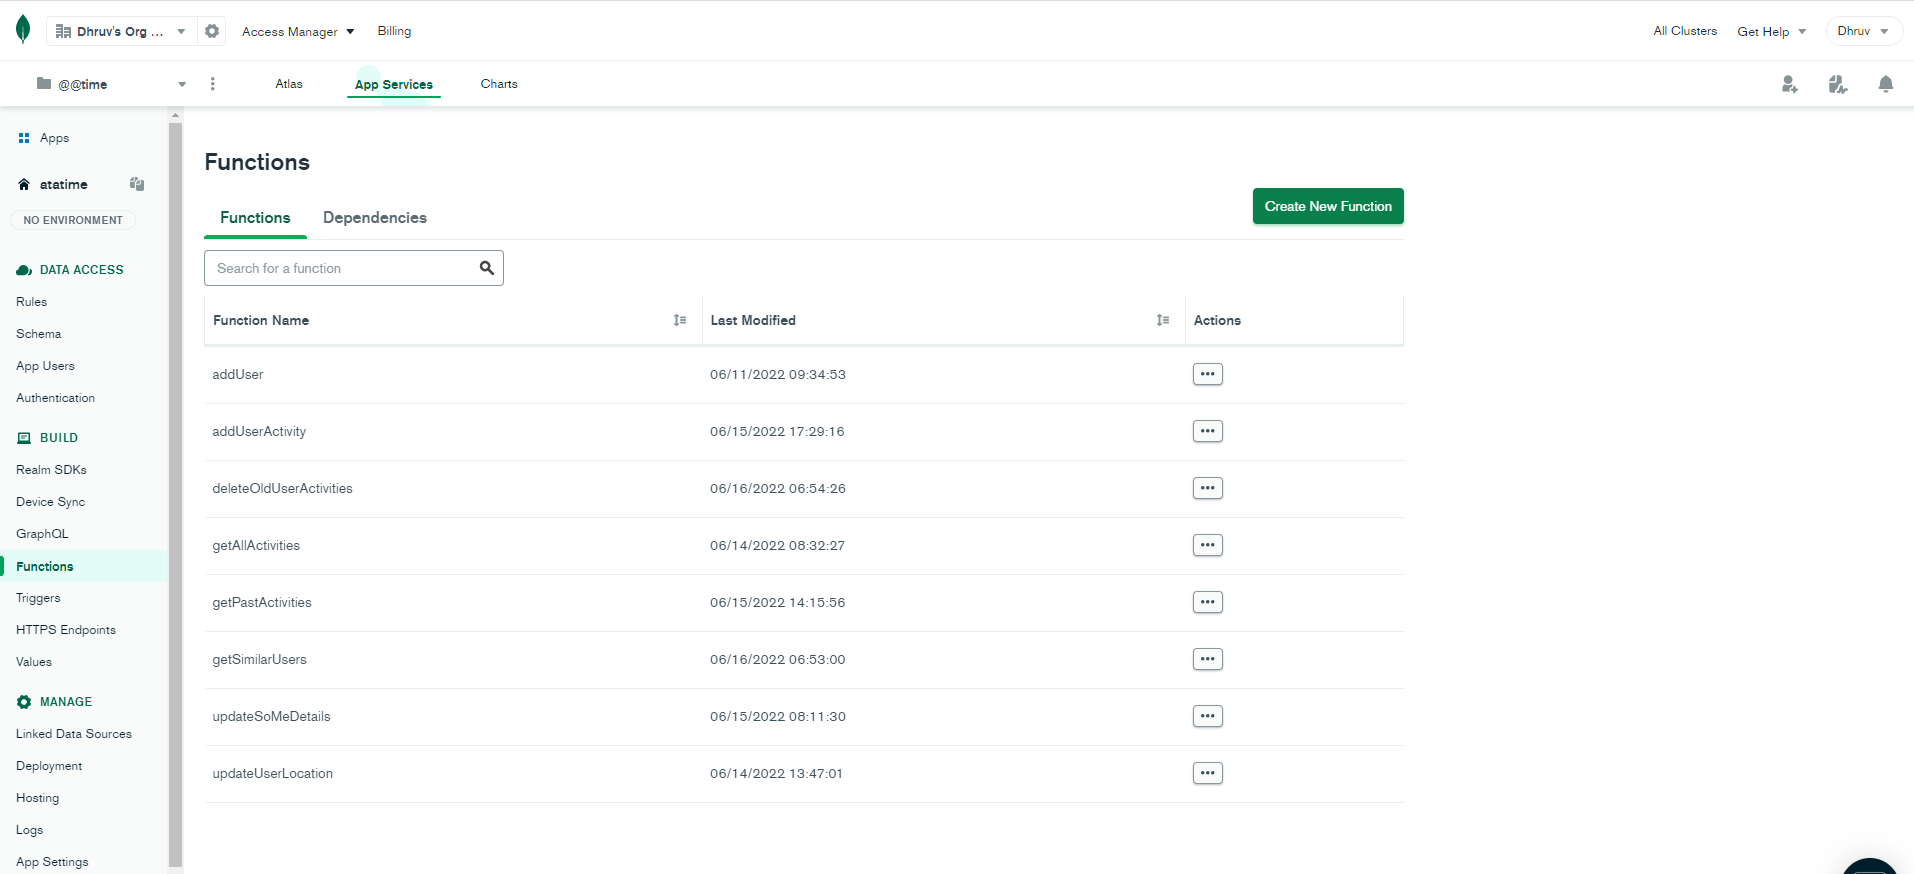 Dhruv's Org ...
Access Manager
Billing
All Clusters
Get Help
Dhruv
@@time
Atlas
App Services
Charts
Apps
atatime
NO ENVIRONMENT
DATA ACCESS
Rules
Schema
App Users
Authentication
BUILD
Realm SDKs
Device Sync
GraphQL
Functions
Triggers
HTTPS Endpoints
Values
MANAGE
Linked Data Sources
Deployment
Hosting
Logs
App Settings
Functions
Functions Dependencies
Create New Function
Search for a function
Function Name Last Modified Actions
addUser 06/11/2022 09:34:53
addUserActivity 06/15/2022 17:29:16
deleteOldUserActivities 06/16/2022 06:54:26
getAllActivities 06/14/2022 08:32:27
getPastActivities 06/15/2022 14:15:56
getSimilarUsers 06/16/2022 06:53:00
updateSoMeDetails 06/15/2022 08:11:30
updateUserLocation 06/14/2022 13:47:01